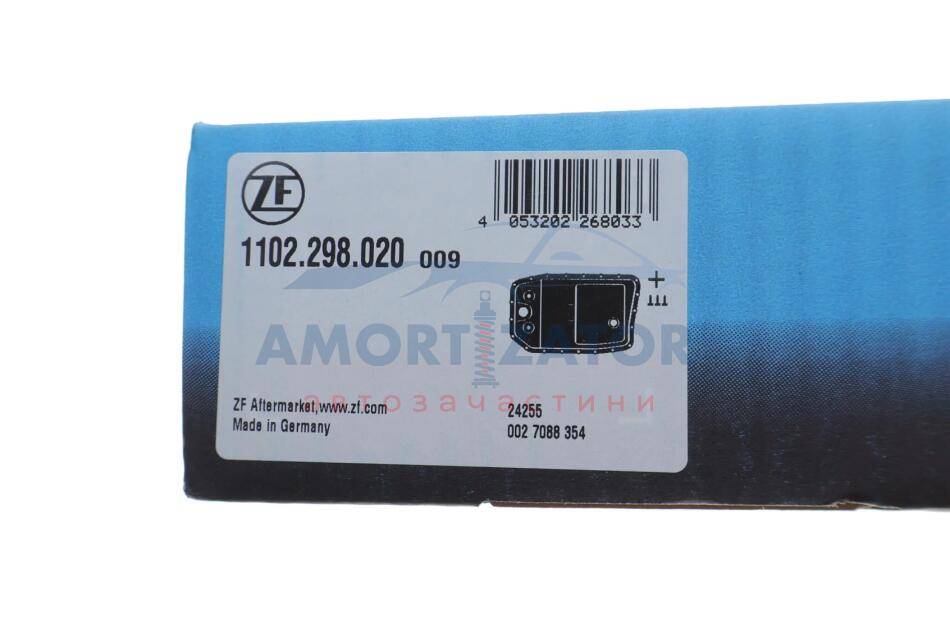 ZF
4 053202 268033
1102.298.020 009
AMORTIZATOR
автозапчастини
ZF Aftermarket,www.zf.com
Made in Germany
24255
002 7088 354